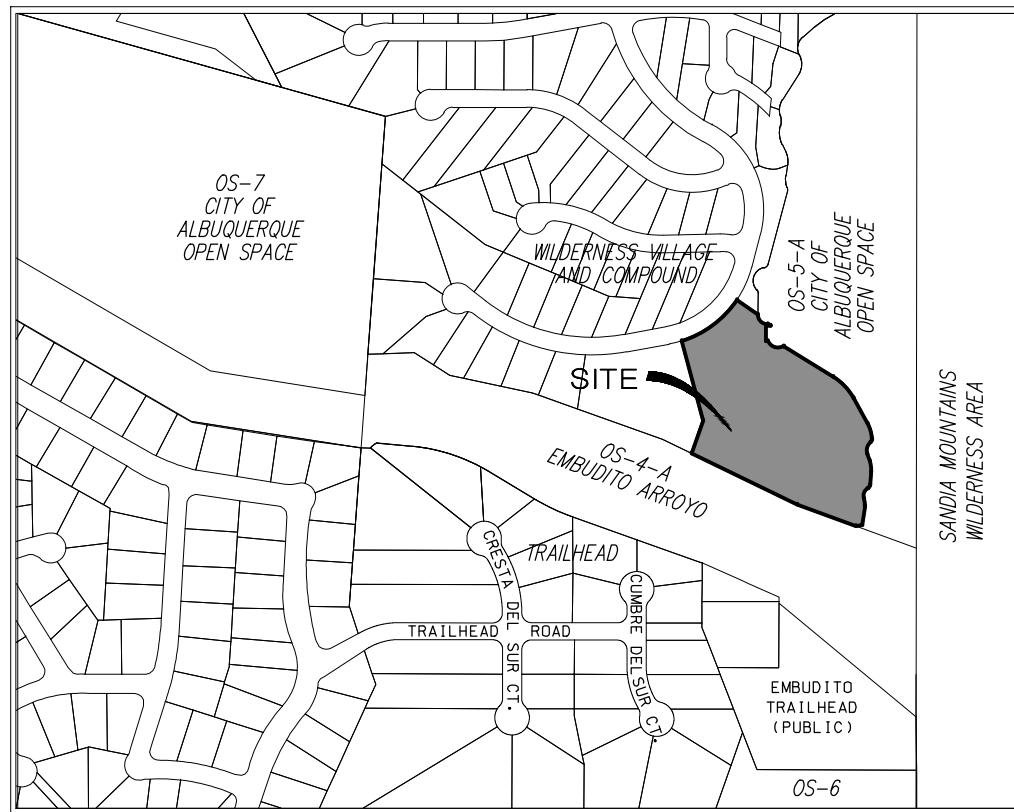 OS-7
CITY OF
ALBUQUERQUE
OPEN SPACE
WILDERNESS VILLAGE
AND COMPOUND
OS-5-A
CITY OF
ALBUQUERQUE
OPEN SPACE
SITE
SANDIA MOUNTAINS
WILDERNESS AREA
OS-4-A
EMBUDITO ARROYO
TRAILHEAD
CRESTA DEL SUR CT.
CUMBRE DEL SUR CT.
TRAILHEAD ROAD
EMBUDITO
TRAILHEAD
(PUBLIC)
OS-6